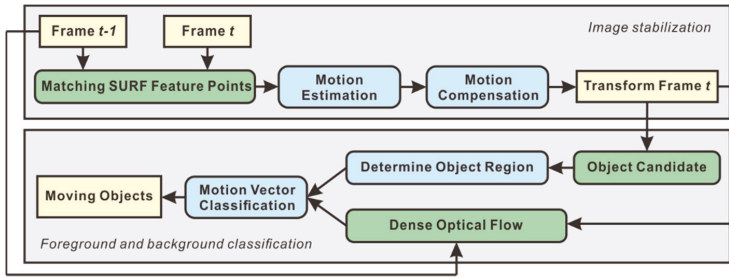 Frame t-1
Frame t
Image stabilization
Matching SURF Feature Points
Motion
Estimation
Motion
Compensation
Transform Frame t
Determine Object Region
Object Candidate
Moving Objects
Motion Vector
Classification
Dense Optical Flow
Foreground and background classification